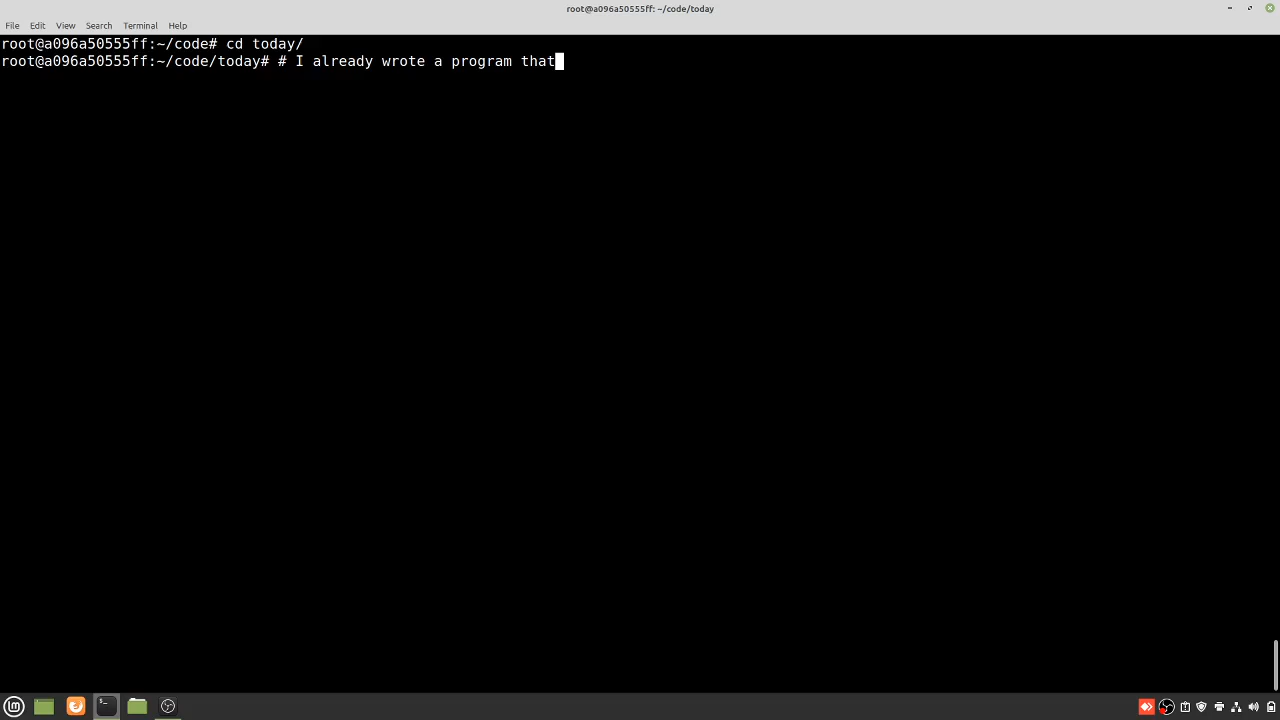 root@a096a50555ff: ~/code/today
File Edit View Search Terminal Help
root@a096a50555ff:~/code# cd today/
root@a096a50555ff:~/code/today# # I already wrote a program that